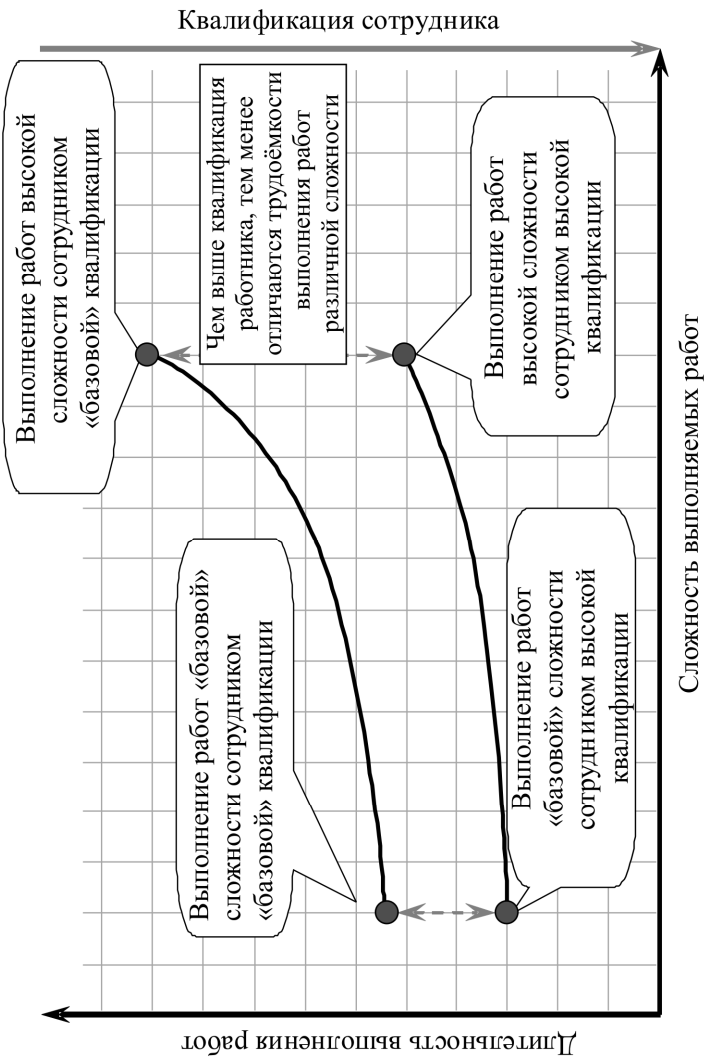 Квалификация сотрудника
Выполнение работ высокой
сложности сотрудником
«базовой» квалификации
Чем выше квалификация
работника, тем менее
отличаются трудоёмкости
выполнения работ
различной сложности
Выполнение работ
высокой сложности
сотрудником высокой
квалификации
Выполнение работ «базовой»
сложности сотрудником
«базовой» квалификации
Выполнение работ
«базовой» сложности
сотрудником высокой
квалификации
Сложность выполняемых работ
Длительность выполнения работ